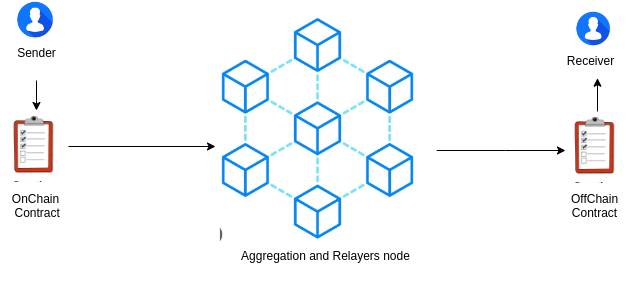 Sender
Receiver
OnChain
Contract
OffChain
Contract
Aggregation and Relayers node